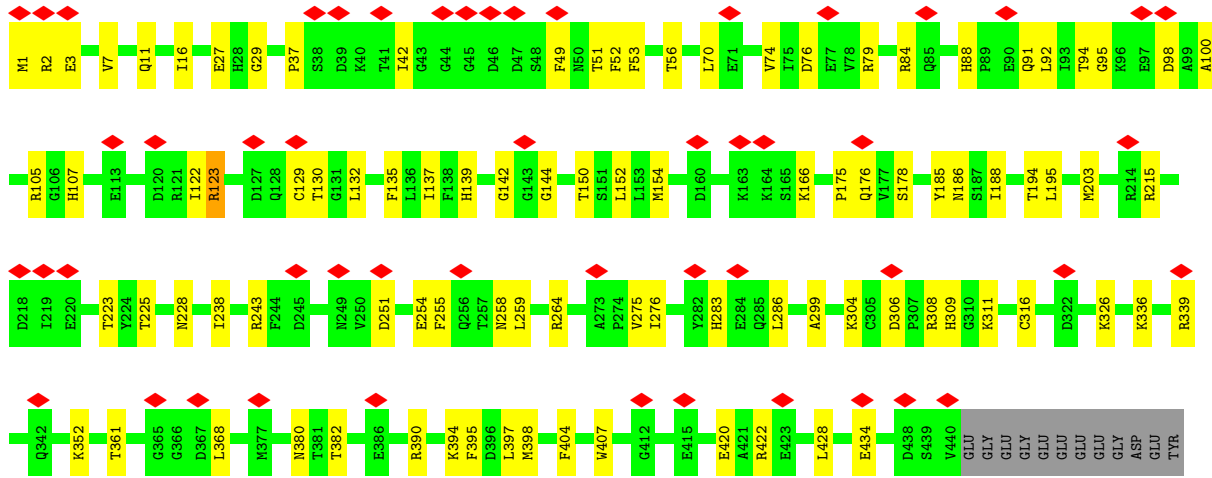 M1 R2 E3 V7 Q11 I16 E27 H28 G29 P37 S38 D39 K40 T41 I42 G43 G44 G45 D46 D47 S48 F49 N50 T51 F52 F53 T56 L70 E71 V74 I75 D76 E77 V78 R79 R84 Q85 H88 P89 E90 Q91 L92 I93 T94 G95 K96 E97 D98 A99 A100
R105 G106 H107 E113 D120 R121 I122 R123 D127 Q128 C129 T130 G131 L132 F135 L136 I137 F138 H139 G142 G143 G144 T150 S151 L152 L153 M154 D160 K163 K164 S165 K166 P175 Q176 V177 S178 Y185 N186 S187 I188 T194 L195 M203 R214 R215
D218 I219 E220 T223 Y224 T225 N228 I238 R243 F244 D245 N249 V250 D251 E254 F255 Q256 T257 N258 L259 R264 A273 P274 V275 I276 Y282 H283 E284 Q285 L286 A299 K304 C305 D306 P307 R308 H309 G310 K311 C316 D322 K326 K336 R339
Q342 K352 T361 G365 G366 D367 L368 M377 N380 T381 T382 E386 R390 K394 F395 D396 L397 M398 F404 W407 G412 E415 E420 A421 R422 E423 L428 E434 D438 S439 V440 GLU GLY GLU GLY GLU GLU GLU GLU GLY ASP GLU TYR